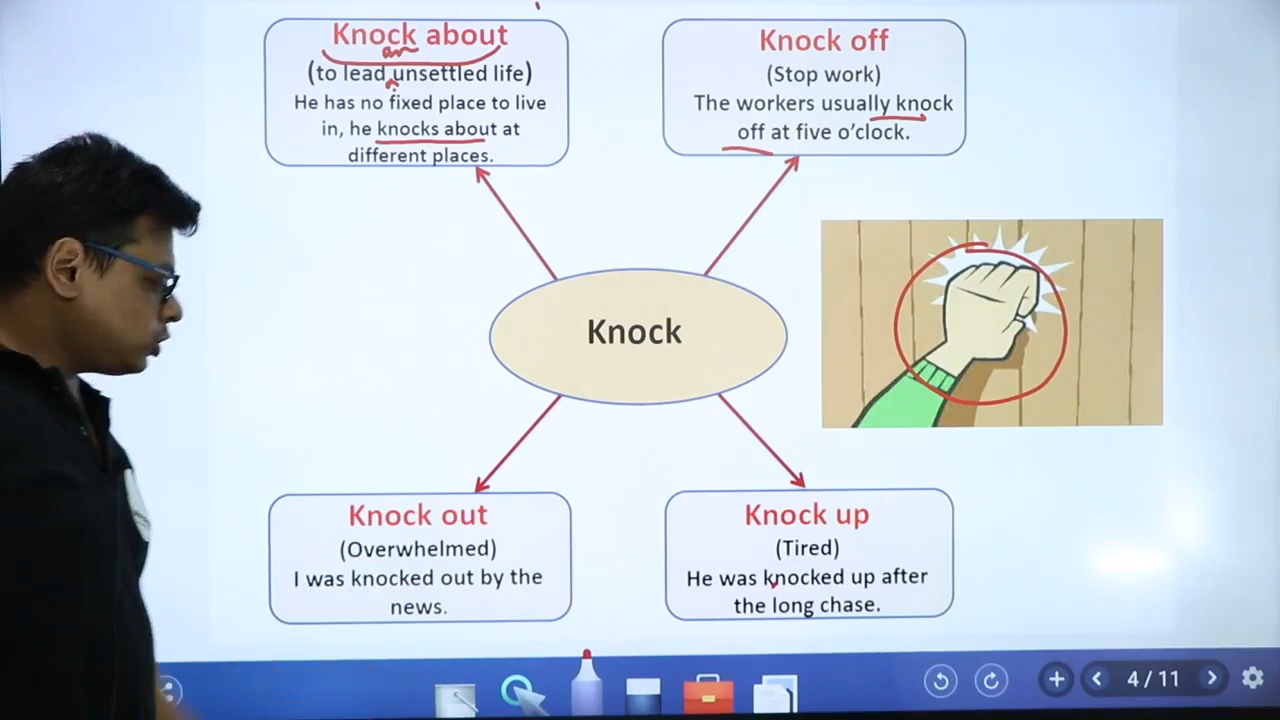 Knock about
an
(to lead unsettled life)
He has no fixed place to live
in, he knocks about at
different places.
Knock off
(Stop work)
The workers usually knock
off at five o’clock.
Knock
Knock out
(Overwhelmed)
I was knocked out by the
news.
Knock up
(Tired)
He was knocked up after
the long chase.
4 / 11